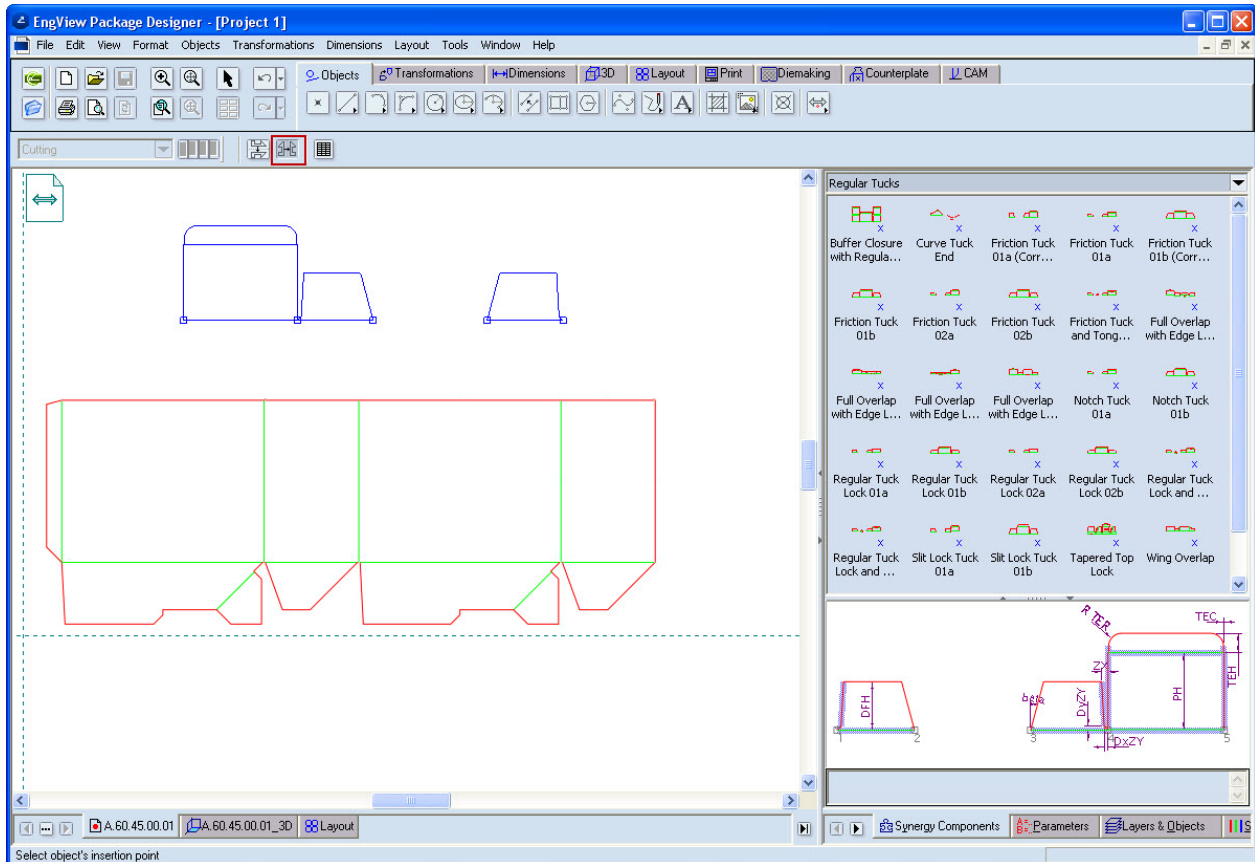 EngView Package Designer - [Project 1]
File Edit View Format Objects Transformations Dimensions Layout Tools Window Help
Objects Transformations Dimensions 3D Layout Print Diemaking Counterplate CAM
Cutting
Regular Tucks
Buffer Closure with Regula...
Curve Tuck End
Friction Tuck 01a (Corr...
Friction Tuck 01a
Friction Tuck 01b (Corr...
Friction Tuck 01b
Friction Tuck 02a
Friction Tuck 02b
Friction Tuck and Tong...
Full Overlap with Edge L...
Full Overlap with Edge L...
Full Overlap with Edge L...
Full Overlap with Edge L...
Notch Tuck 01a
Notch Tuck 01b
Regular Tuck Lock 01a
Regular Tuck Lock 01b
Regular Tuck Lock 02a
Regular Tuck Lock 02b
Regular Tuck Lock and ...
Regular Tuck Lock and ...
Slit Lock Tuck 01a
Slit Lock Tuck 01b
Tapered Top Lock
Wing Overlap
R TER
TEC
ZY
TEH
DFH
DyZY
PH
1 2 3 4 5
DxZY
A.60.45.00.01 A.60.45.00.01_3D Layout
Synergy Components Parameters Layers & Objects S
Select object's insertion point